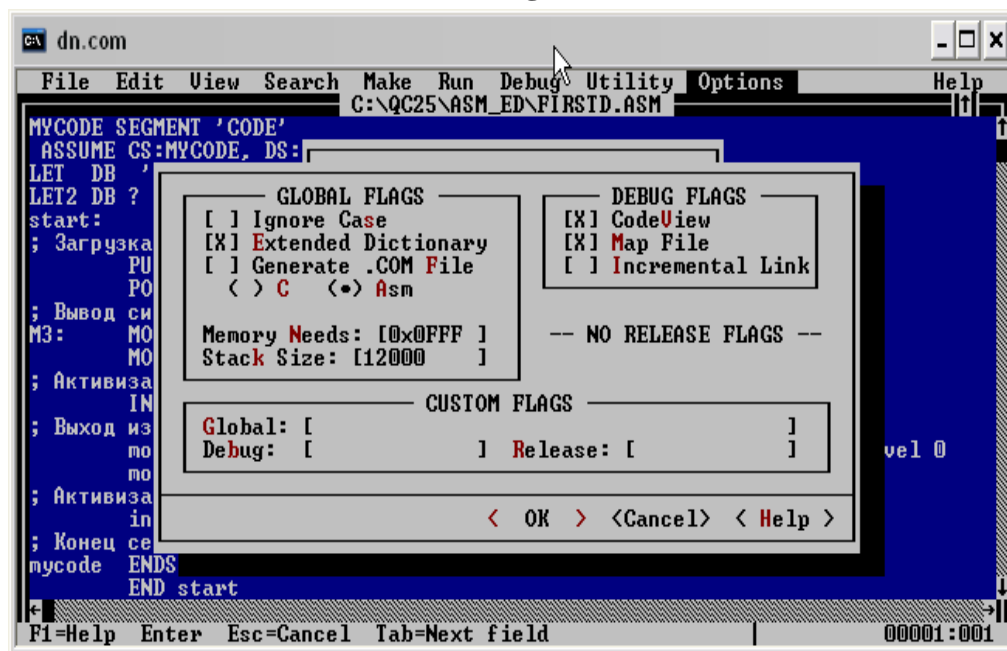 dn.com
File Edit View Search Make Run Debug Utility Options Help
C:\QC25\ASM_ED\FIRSTD.ASM
MYCODE SEGMENT 'CODE'
ASSUME CS:MYCODE, DS:
LET DB '
LET2 DB ?
start:
; Загрузка
PU
PO
; Вывод си
M3: MO
MO
; Активиза
IN
; Выход из
mo vel 0
mo
; Активиза
in
; Конец се
mycode ENDS
END start
GLOBAL FLAGS
[ ] Ignore Case
[X] Extended Dictionary
[ ] Generate .COM File
( ) C (•) Asm
Memory Needs: [0x0FFF ]
Stack Size: [12000 ]
DEBUG FLAGS
[X] CodeView
[X] Map File
[ ] Incremental Link
-- NO RELEASE FLAGS --
CUSTOM FLAGS
Global: [ ]
Debug: [ ] Release: [ ]
< OK > <Cancel> < Help >
F1=Help Enter Esc=Cancel Tab=Next field 00001:001